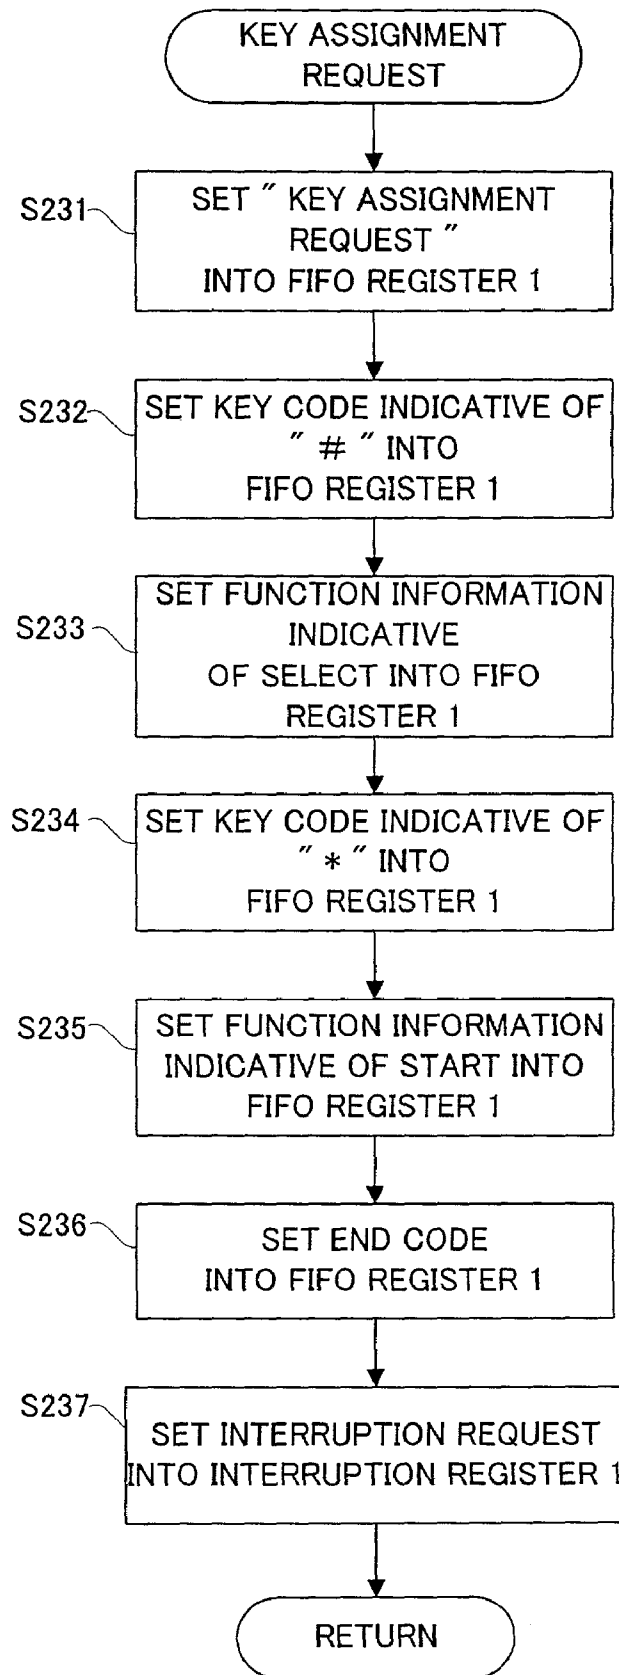 KEY ASSIGNMENT
REQUEST
S231
SET " KEY ASSIGNMENT
REQUEST "
INTO FIFO REGISTER 1
S232
SET KEY CODE INDICATIVE OF
" # " INTO
FIFO REGISTER 1
S233
SET FUNCTION INFORMATION
INDICATIVE
OF SELECT INTO FIFO
REGISTER 1
S234
SET KEY CODE INDICATIVE OF
" * " INTO
FIFO REGISTER 1
S235
SET FUNCTION INFORMATION
INDICATIVE OF START INTO
FIFO REGISTER 1
S236
SET END CODE
INTO FIFO REGISTER 1
S237
SET INTERRUPTION REQUEST
INTO INTERRUPTION REGISTER 1
RETURN